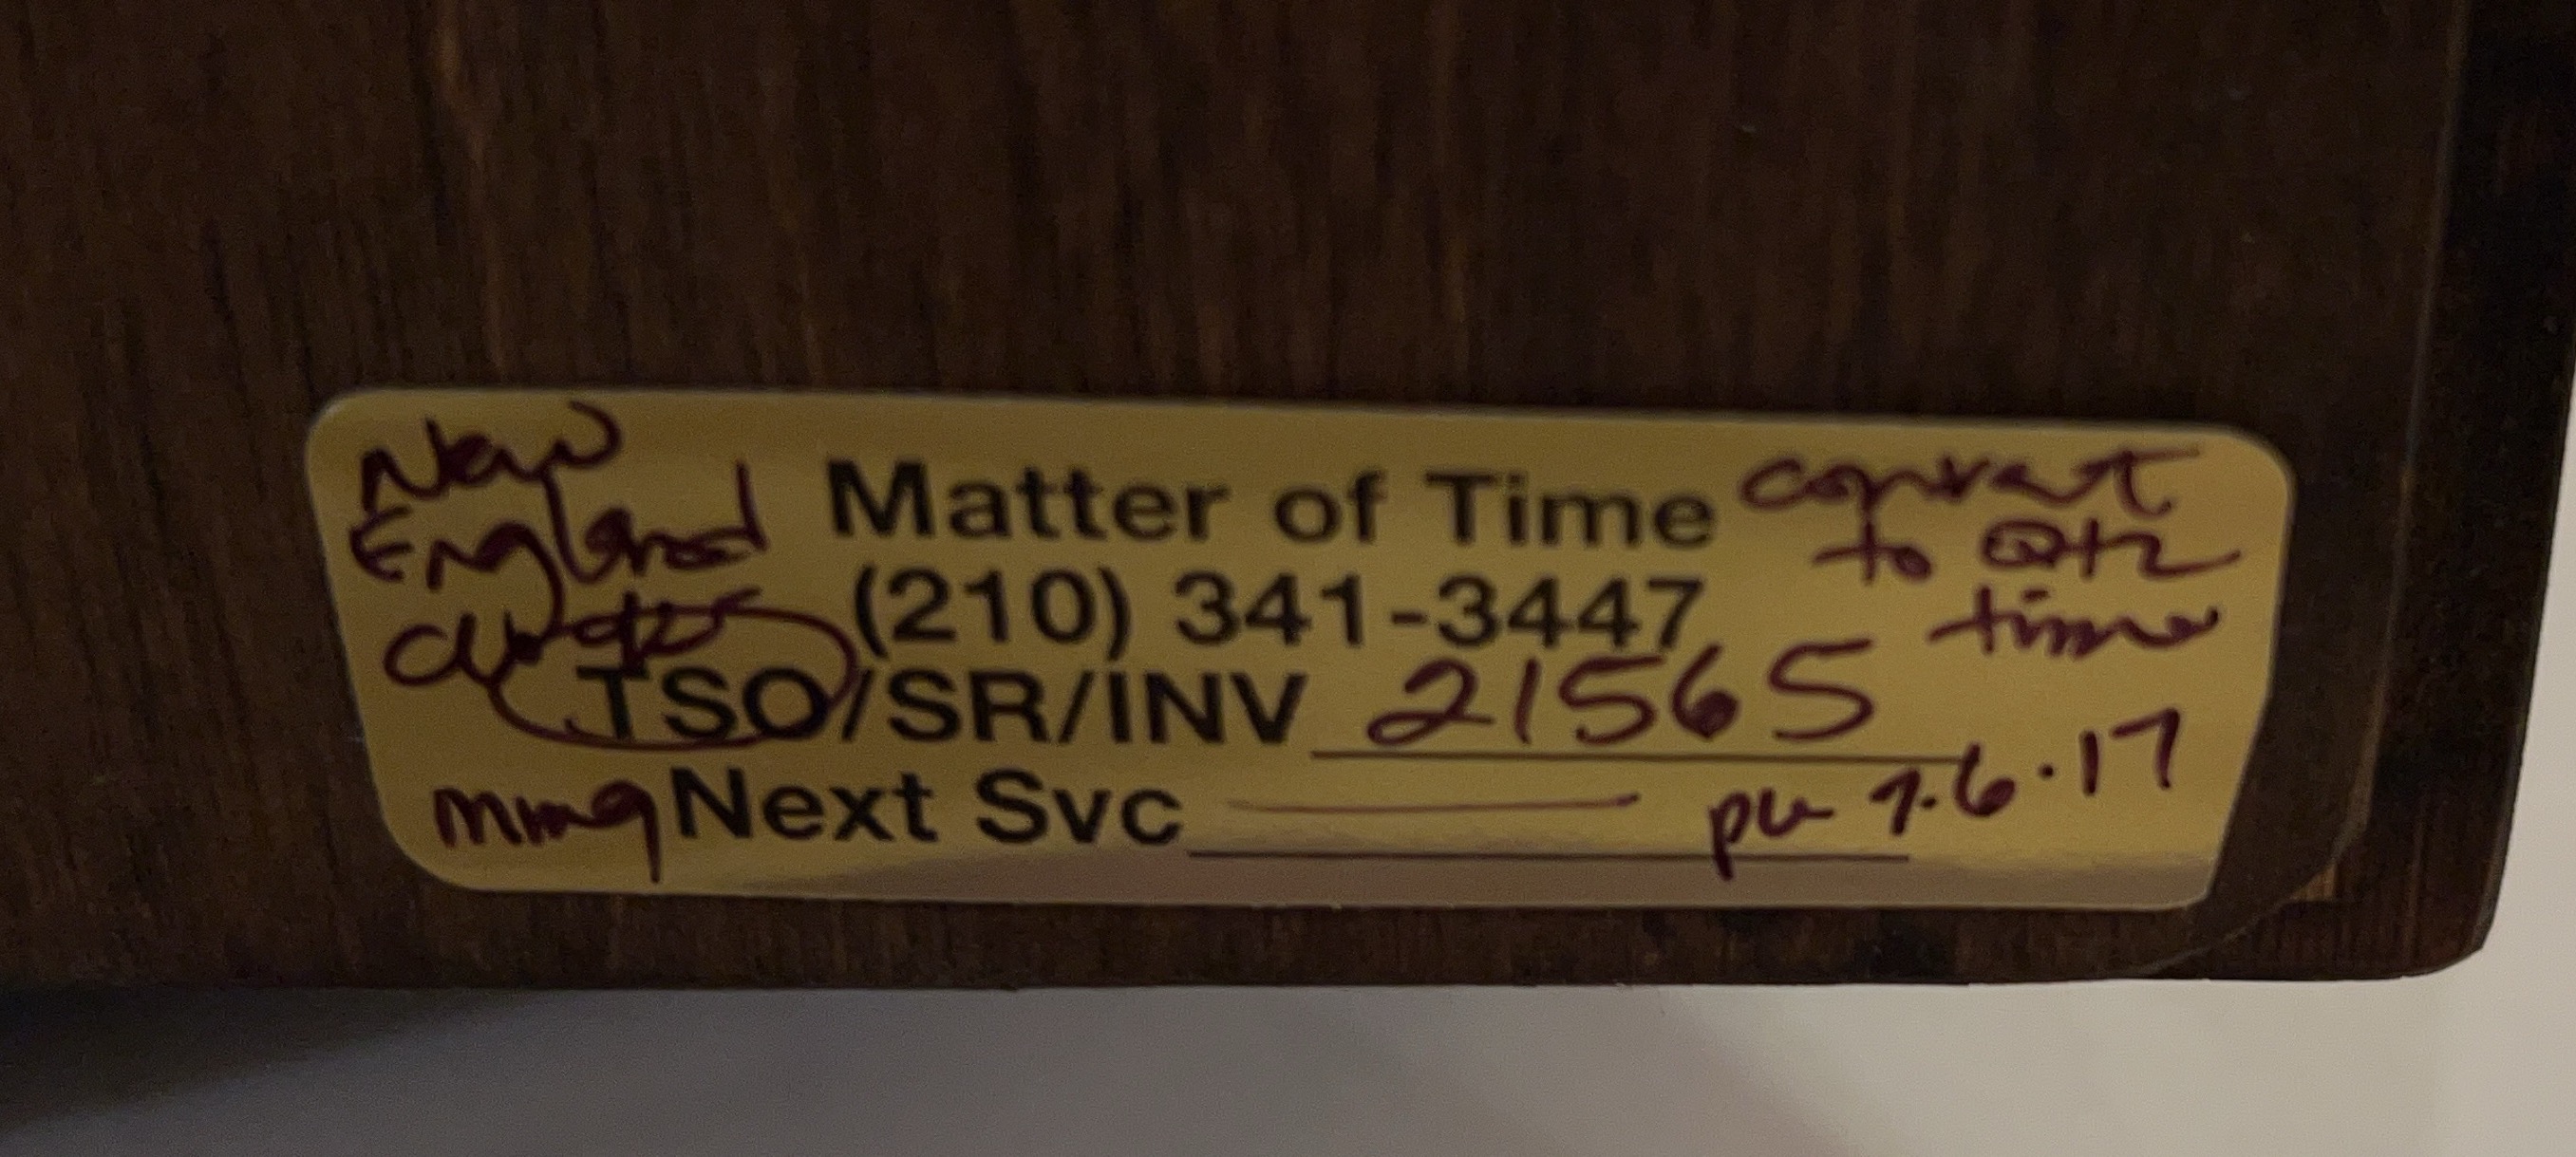 New
England
clocks
Matter of Time
(210) 341-3447
TSO/SR/INV 21565
mmg Next Svc
convert
to Qtz
time
pu 7.6.17